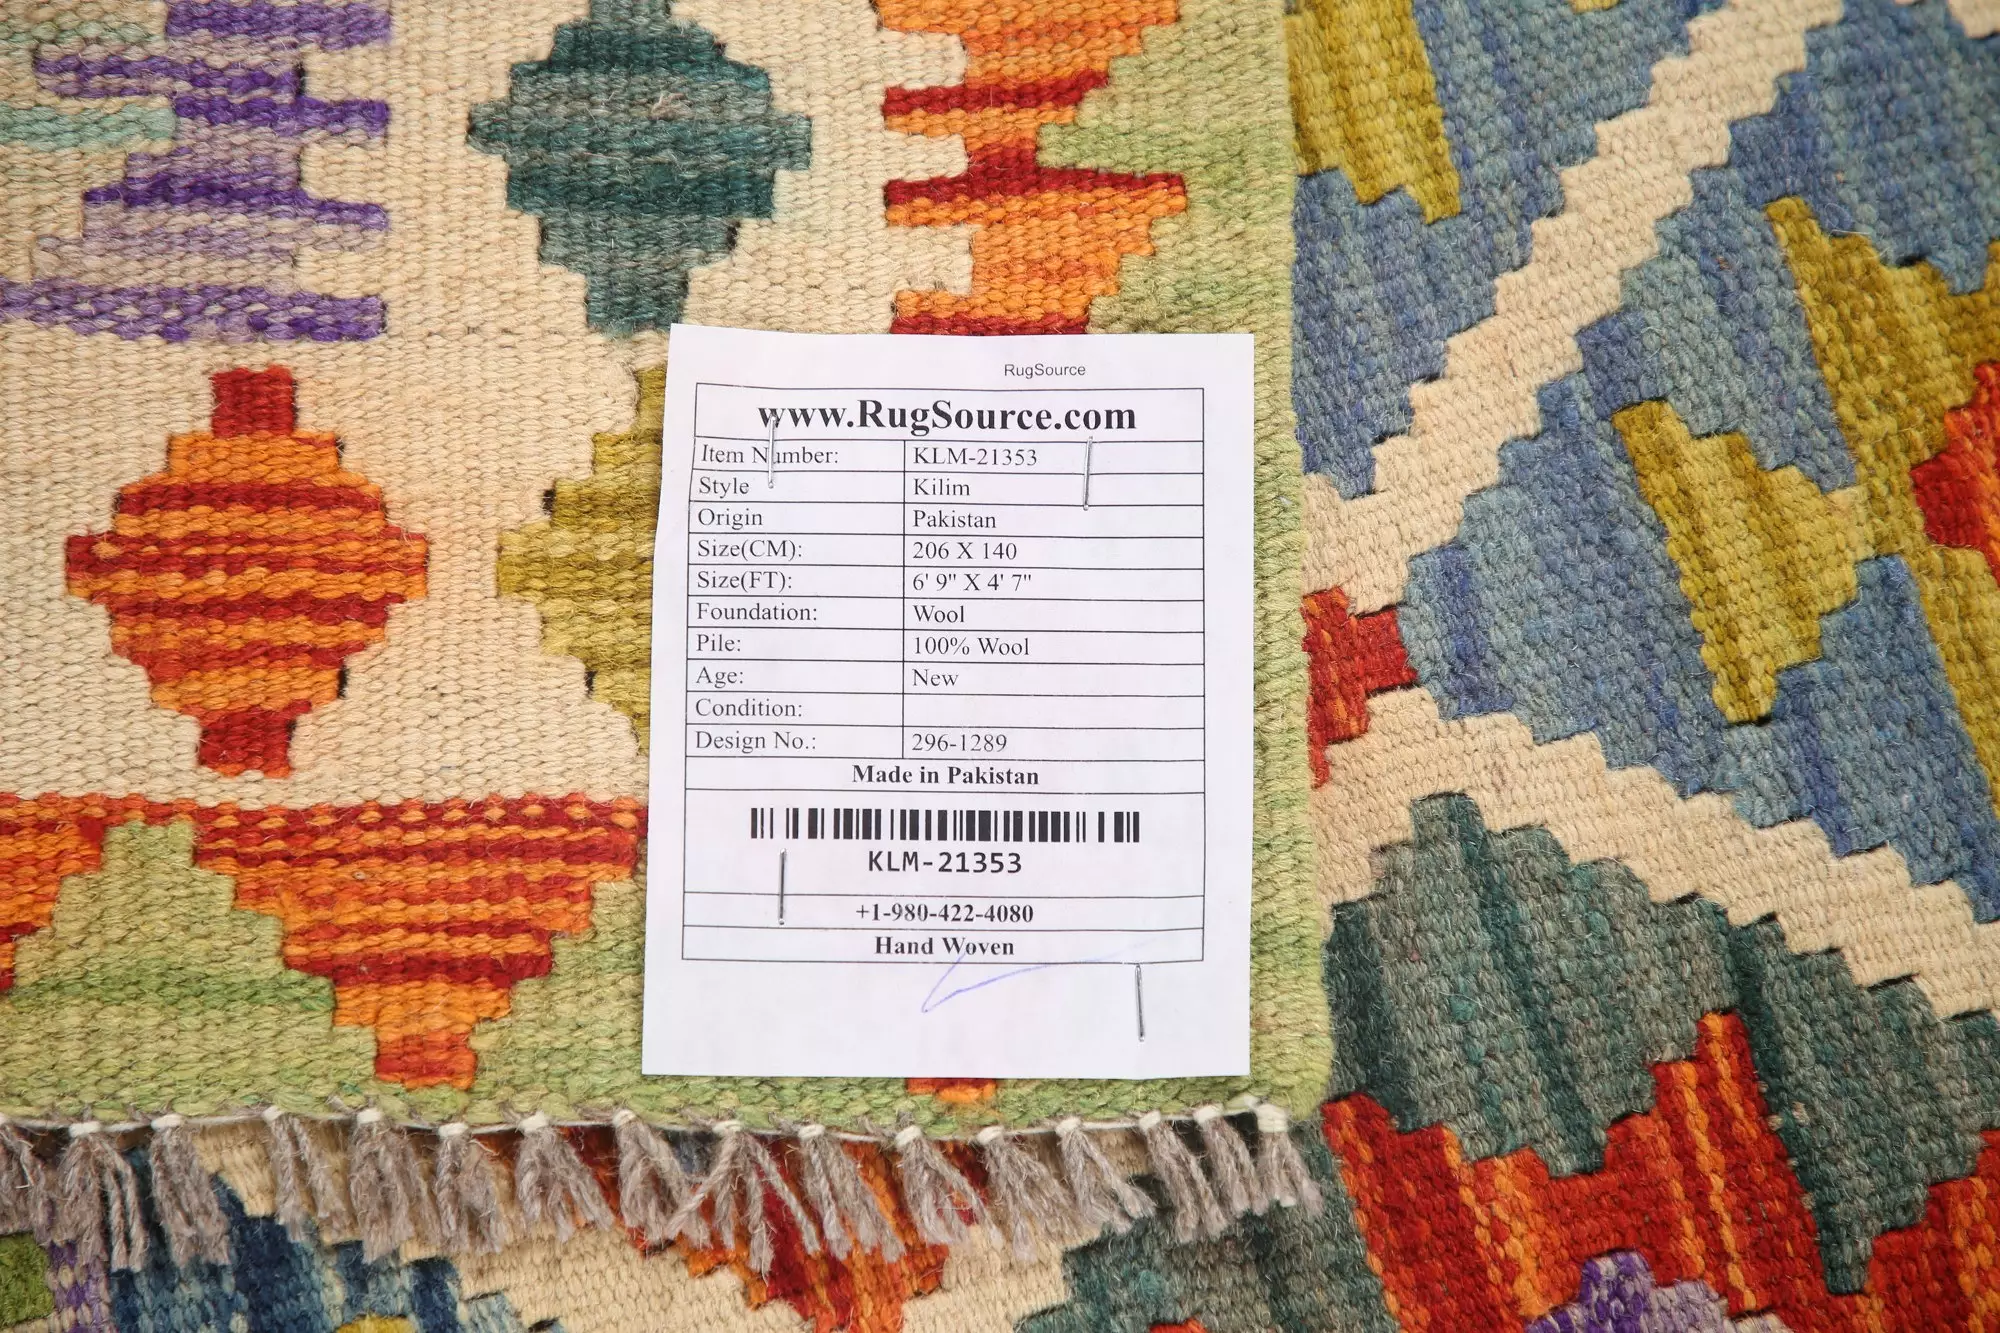 RugSource
www.RugSource.com
Item Number: KLM-21353
Style Kilim
Origin Pakistan
Size(CM): 206 X 140
Size(FT): 6' 9" X 4' 7"
Foundation: Wool
Pile: 100% Wool
Age: New
Condition:
Design No.: 296-1289
Made in Pakistan
KLM-21353
+1-980-422-4080
Hand Woven